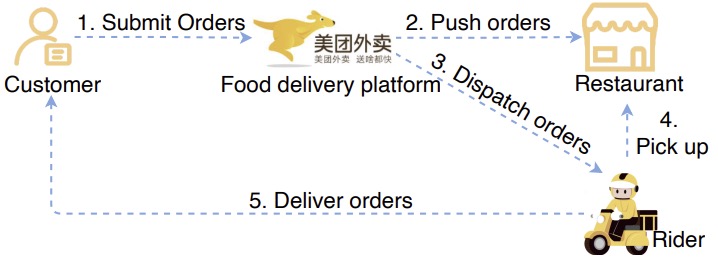 1. Submit Orders
2. Push orders
美团外卖
美团外卖 送啥都快
3. Dispatch orders
Customer
Food delivery platform
Restaurant
4.
Pick up
5. Deliver orders
Rider